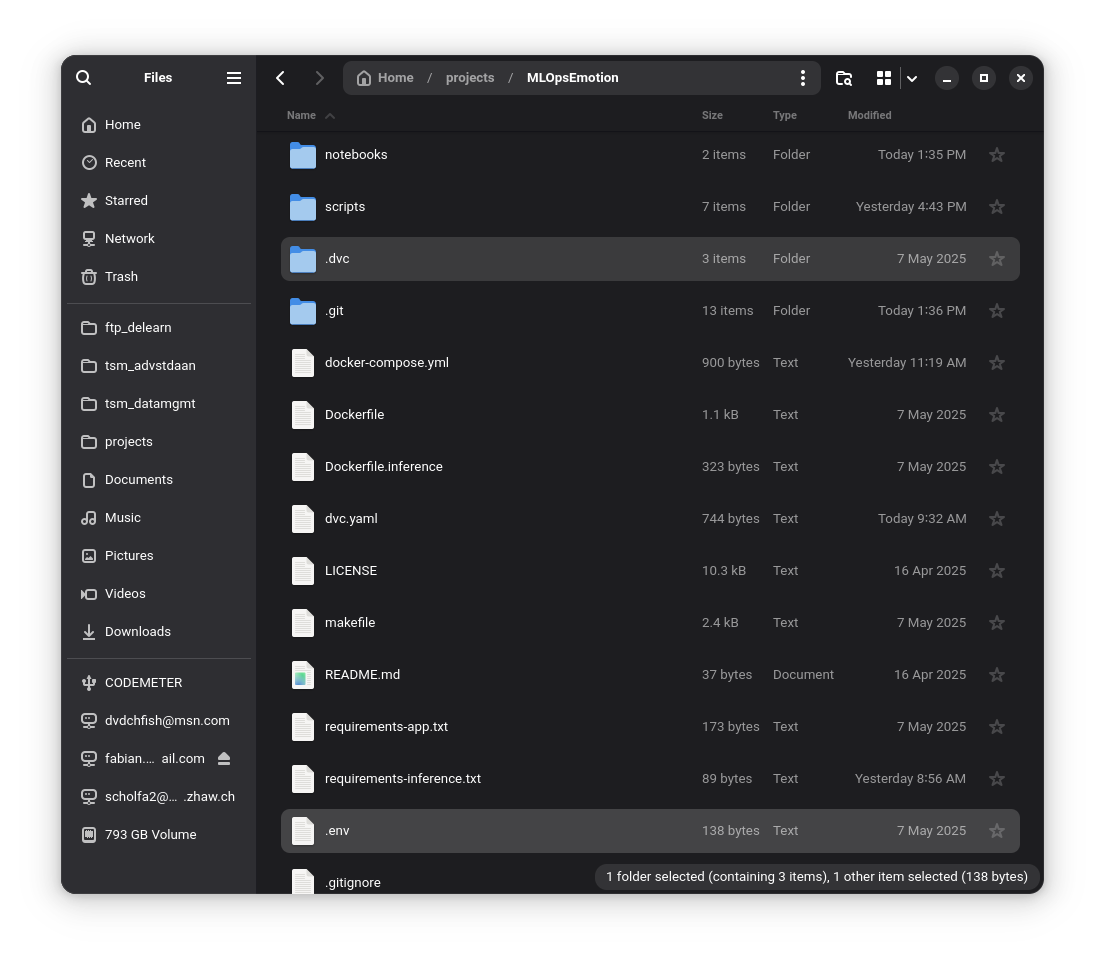 Files
Home / projects / MLOpsEmotion
Home
Recent
Starred
Network
Trash
ftp_delearn
tsm_advstdaan
tsm_datamgmt
projects
Documents
Music
Pictures
Videos
Downloads
CODEMETER
dvdchfish@msn.com
fabian.… ail.com
scholfa2@… .zhaw.ch
793 GB Volume
Name Size Type Modified
notebooks 2 items Folder Today 1:35 PM
scripts 7 items Folder Yesterday 4:43 PM
.dvc 3 items Folder 7 May 2025
.git 13 items Folder Today 1:36 PM
docker-compose.yml 900 bytes Text Yesterday 11:19 AM
Dockerfile 1.1 kB Text 7 May 2025
Dockerfile.inference 323 bytes Text 7 May 2025
dvc.yaml 744 bytes Text Today 9:32 AM
LICENSE 10.3 kB Text 16 Apr 2025
makefile 2.4 kB Text 7 May 2025
README.md 37 bytes Document 16 Apr 2025
requirements-app.txt 173 bytes Text 7 May 2025
requirements-inference.txt 89 bytes Text Yesterday 8:56 AM
.env 138 bytes Text 7 May 2025
.gitignore
1 folder selected (containing 3 items), 1 other item selected (138 bytes)